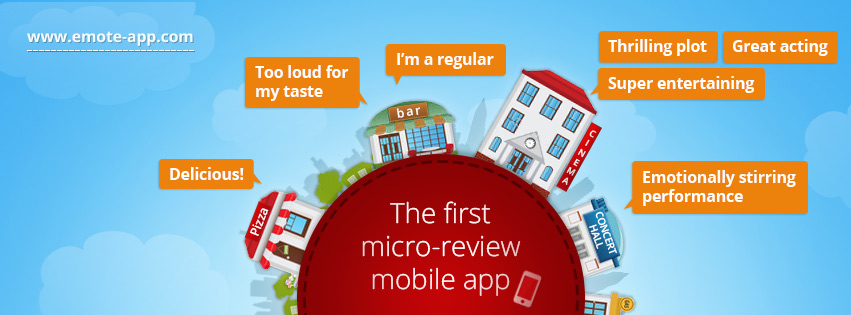 www.emote-app.com
I'm a regular
Thrilling plot
Great acting
Too loud for
my taste
Super entertaining
bar
CINEMA
Delicious!
Emotionally stirring
performance
Pizza
CONCERT
HALL
The first
micro-review
mobile app